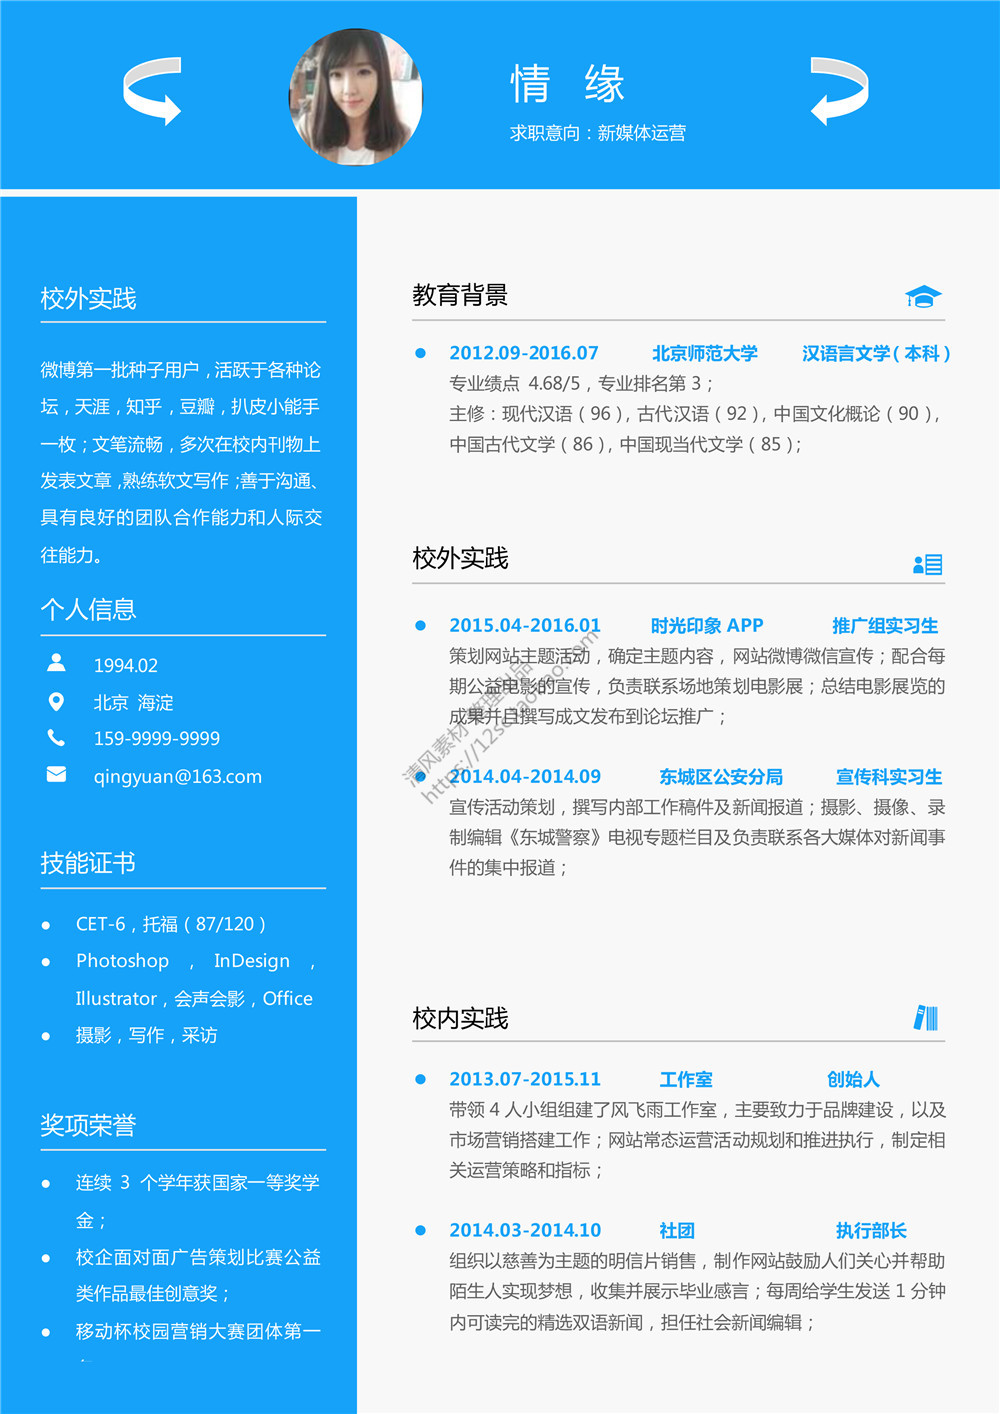 情 缘
求职意向：新媒体运营
校外实践
微博第一批种子用户，活跃于各种论
坛，天涯，知乎，豆瓣，扒皮小能手
一枚；文笔流畅，多次在校内刊物上
发表文章，熟练软文写作；善于沟通、
具有良好的团队合作能力和人际交
往能力。
个人信息
1994.02
北京 海淀
159-9999-9999
qingyuan@163.com
技能证书
CET-6，托福（87/120）
Photoshop ， InDesign ，
Illustrator，会声会影，Office
摄影，写作，采访
奖项荣誉
连续 3 个学年获国家一等奖学
金；
校企面对面广告策划比赛公益
类作品最佳创意奖；
移动杯校园营销大赛团体第一
教育背景
2012.09-2016.07 北京师范大学 汉语言文学（本科）
专业绩点 4.68/5，专业排名第 3；
主修：现代汉语（96），古代汉语（92），中国文化概论（90），
中国古代文学（86），中国现当代文学（85）；
校外实践
2015.04-2016.01 时光印象 APP 推广组实习生
策划网站主题活动，确定主题内容，网站微博微信宣传；配合每
期公益电影的宣传，负责联系场地策划电影展；总结电影展览的
成果并且撰写成文发布到论坛推广；
2014.04-2014.09 东城区公安分局 宣传科实习生
宣传活动策划，撰写内部工作稿件及新闻报道；摄影、摄像、录
制编辑《东城警察》电视专题栏目及负责联系各大媒体对新闻事
件的集中报道；
清风素材 整理出品
https://12sc.taobao.com
校内实践
2013.07-2015.11 工作室 创始人
带领 4 人小组组建了风飞雨工作室，主要致力于品牌建设，以及
市场营销搭建工作；网站常态运营活动规划和推进执行，制定相
关运营策略和指标；
2014.03-2014.10 社团 执行部长
组织以慈善为主题的明信片销售，制作网站鼓励人们关心并帮助
陌生人实现梦想，收集并展示毕业感言；每周给学生发送 1 分钟
内可读完的精选双语新闻，担任社会新闻编辑；